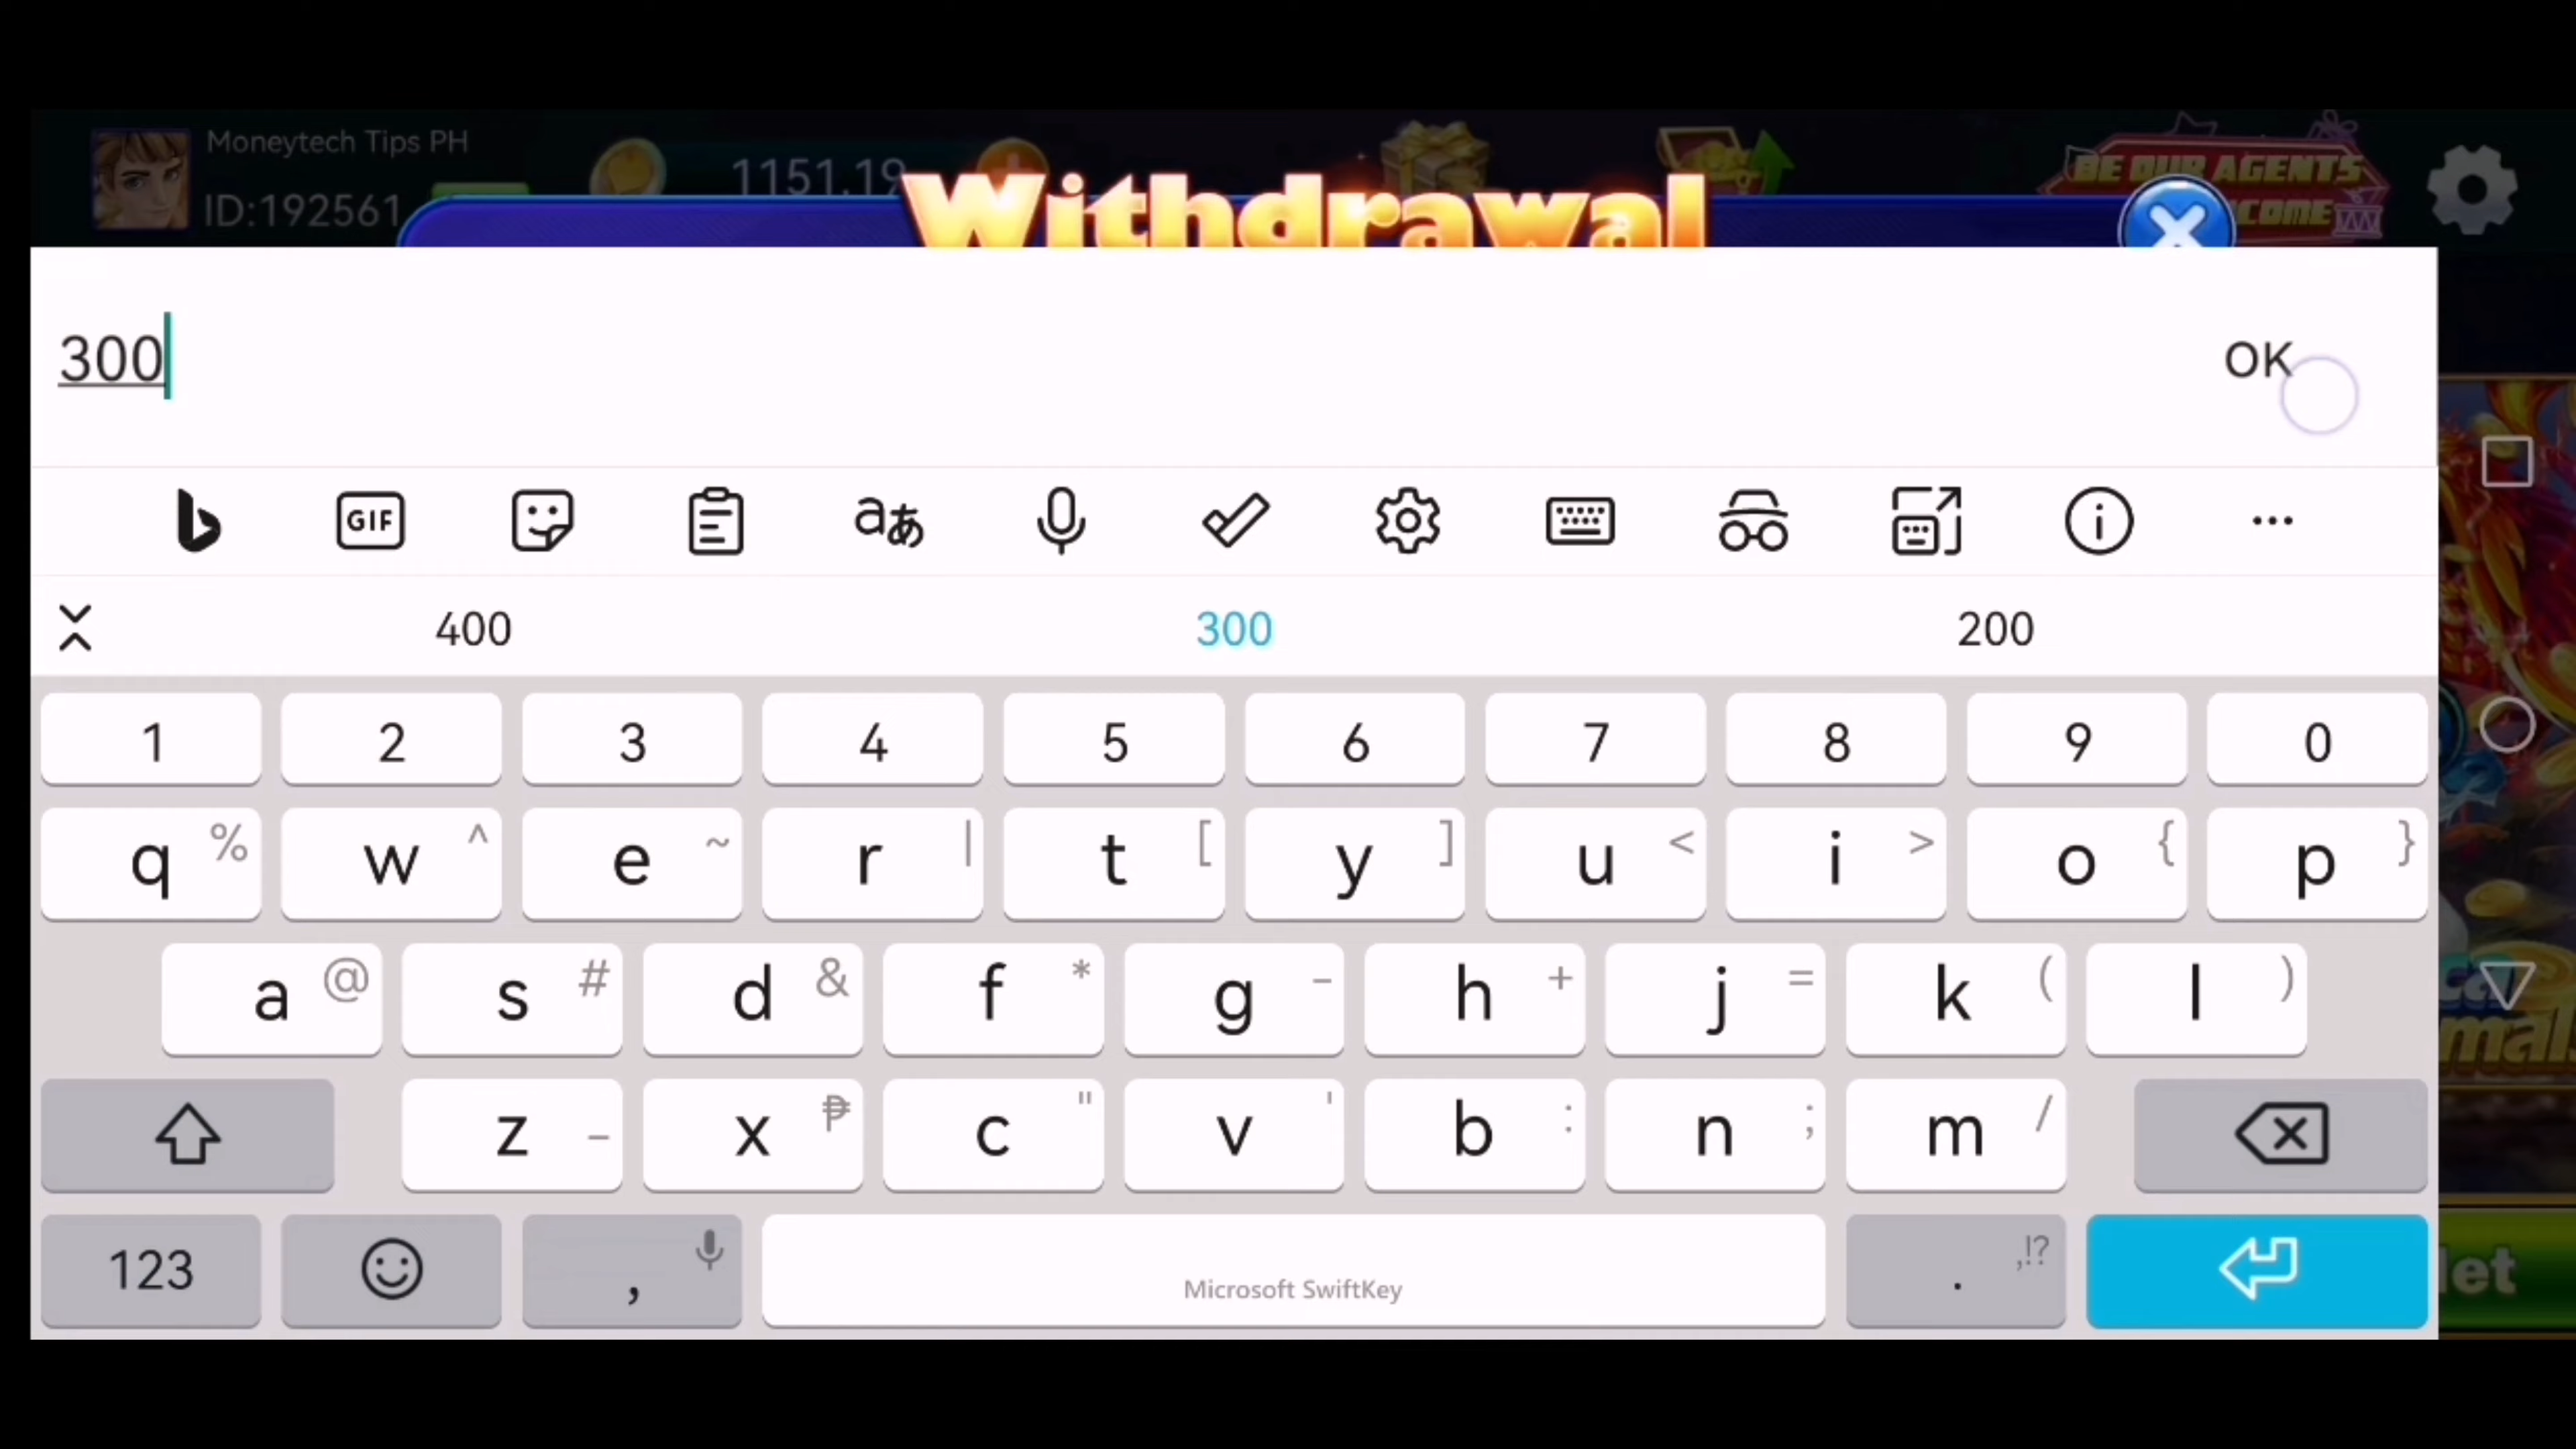 Moneytech Tips PH
ID:192561
1151.19
BE OUR AGENTS
Withdrawal
300
OK
GIF
aあ
400 300 200
1 2 3 4 5 6 7 8 9 0
q % w ^ e ~ r | t [ y ] u < i > o { p }
a @ s # d & f * g - h + j = k ( l )
z _ x ₱ c " v ' b : n ; m /
123 , Microsoft SwiftKey . ,!?